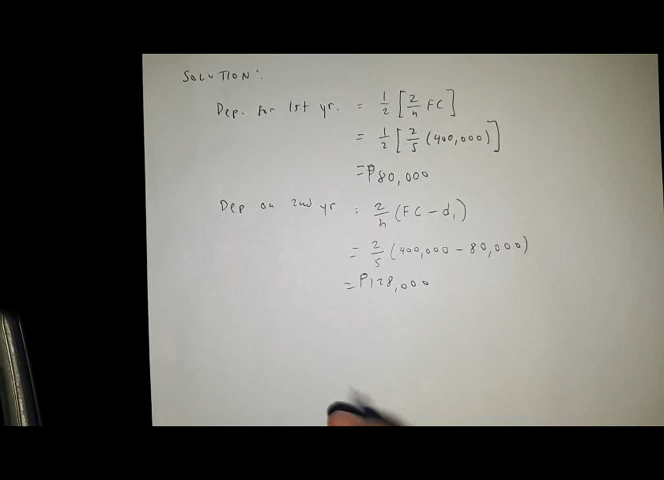 SOLUTION:
Dep. for 1st yr. = 1/2 [2/n FC]
= 1/2 [2/5 (400,000)]
= ₱80,000
Dep on 2nd yr : 2/n (FC - d₁)
= 2/5 (400,000 - 80,000)
= ₱128,000